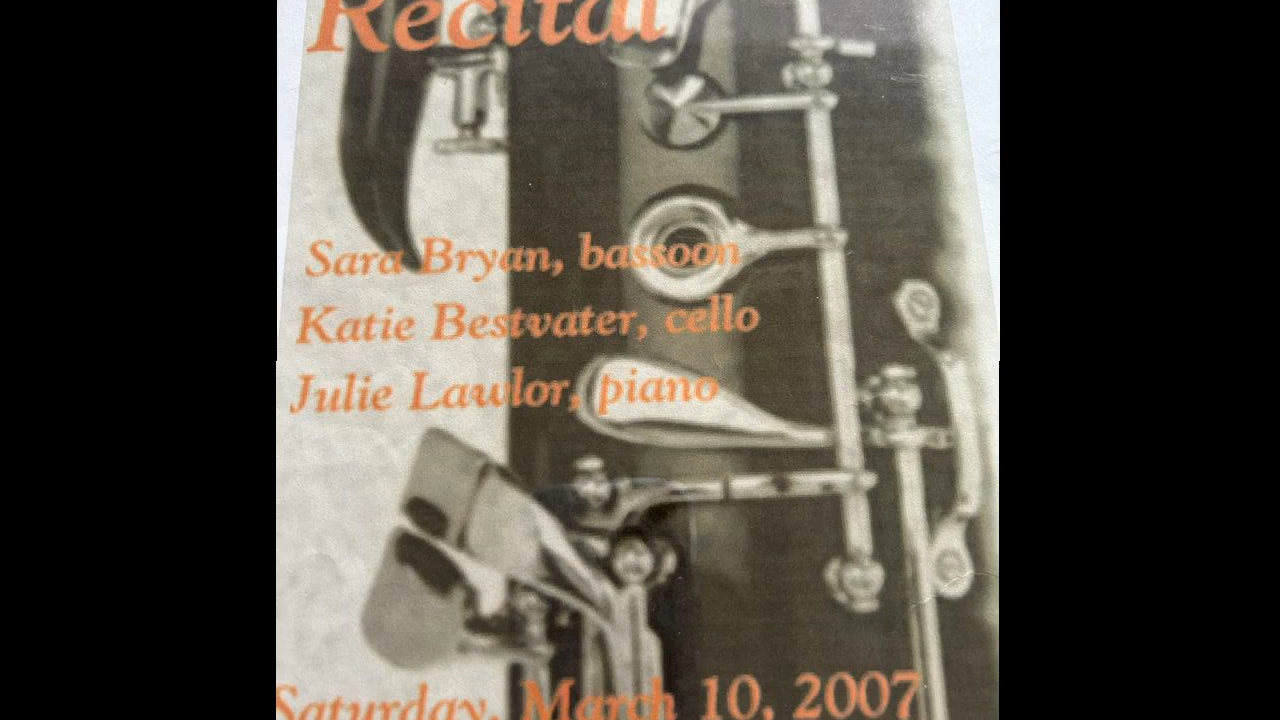 Recital
Sara Bryan, bassoon
Katie Bestvater, cello
Julie Lawlor, piano
Saturday, March 10, 2007